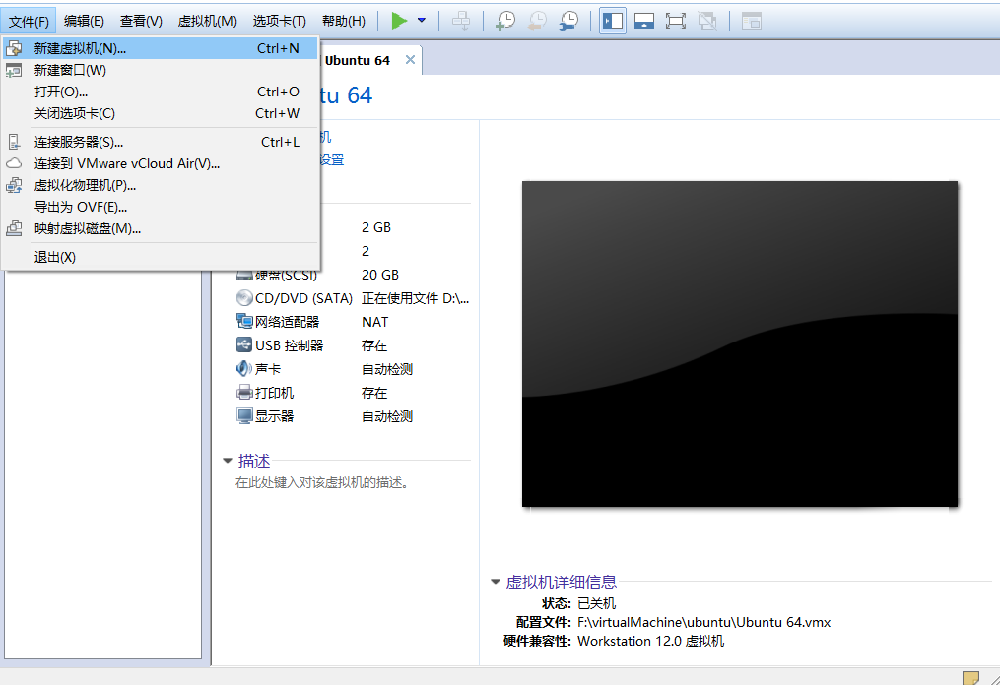 文件(F) 编辑(E) 查看(V) 虚拟机(M) 选项卡(T) 帮助(H)
新建虚拟机(N)... Ctrl+N
新建窗口(W)
打开(O)... Ctrl+O
关闭选项卡(C) Ctrl+W
连接服务器(S)... Ctrl+L
连接到 VMware vCloud Air(V)...
虚拟化物理机(P)...
导出为 OVF(E)...
映射虚拟磁盘(M)...
退出(X)
Ubuntu 64
tu 64
机
设置
2 GB
2
硬盘(SCSI) 20 GB
CD/DVD (SATA) 正在使用文件 D:\...
网络适配器 NAT
USB 控制器 存在
声卡 自动检测
打印机 存在
显示器 自动检测
描述
在此处键入对该虚拟机的描述。
虚拟机详细信息
状态: 已关机
配置文件: F:\virtualMachine\ubuntu\Ubuntu 64.vmx
硬件兼容性: Workstation 12.0 虚拟机